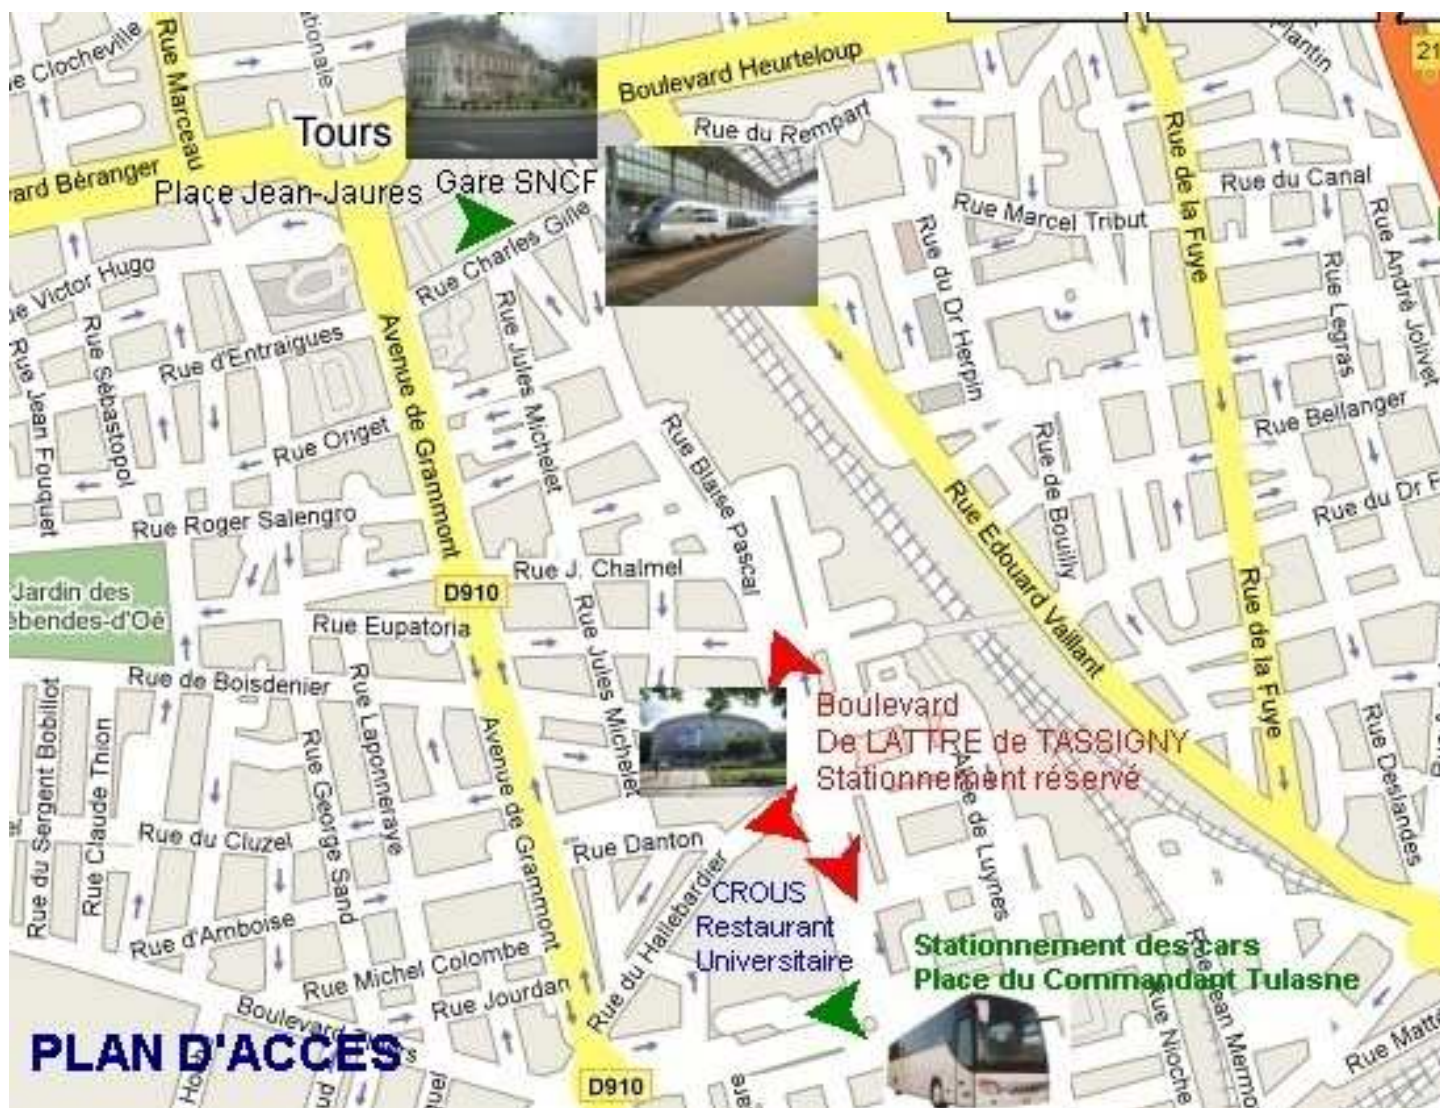 Rue Clocheville
Rue Marceau
Boulevard Heurteloup
Tours
Rue du Rempart
Rue de la Fuye
21
Place Jean-Jaures
Gare SNCF
Rue du Canal
Rue Marcel Tribut
Rue Charles Gille
Rue Victor Hugo
Rue du Dr Herpin
Rue Legras
Rue André Jolivet
Rue Jean Fouquet
Rue Sébastopol
Rue d'Entraigues
Avenue de Grammont
Rue Jules Michelet
Rue Origet
Rue Bellanger
Rue Blaise Pascal
Rue de Bouilly
Rue Roger Salengro
Rue Edouard Vaillant
Rue J. Chalmel
D910
Jardin des
ébendes-d'Oé
Rue Eupatoria
Rue Jules Michelet
Rue de la Fuye
Rue de Boisdenier
Rue Laponneraye
Boulevard
De LATTRE de TASSIGNY
Stationnement réservé
Rue du Sergent Bobillot
Rue Claude Thion
Rue George Sand
Avenue de Grammont
Rue Deslandes
Rue du Cluzel
Rue Danton
de Luynes
Rue du Hallebardier
CROUS
Restaurant
Universitaire
Rue d'Amboise
Rue Michel Colombe
Stationnement des cars
Place du Commandant Tulasne
Rue Jourdan
Boulevard
PLAN D'ACCES
D910
Rue Nioche